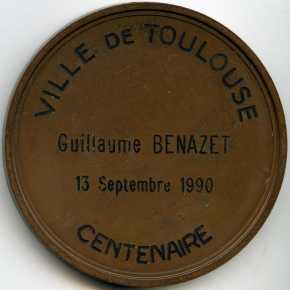 VILLE DE TOULOUSE
Guillaume BENAZET
13 Septembre 1990
CENTENAIRE